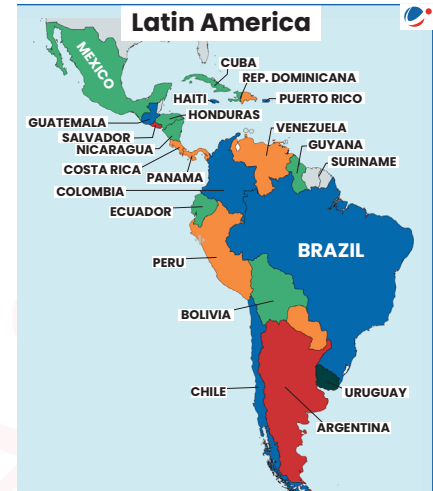 Latin America
MEXICO
CUBA
REP. DOMINICANA
HAITI
PUERTO RICO
HONDURAS
GUATEMALA
SALVADOR
NICARAGUA
VENEZUELA
GUYANA
COSTA RICA
SURINAME
PANAMA
COLOMBIA
ECUADOR
BRAZIL
PERU
BOLIVIA
CHILE
URUGUAY
ARGENTINA